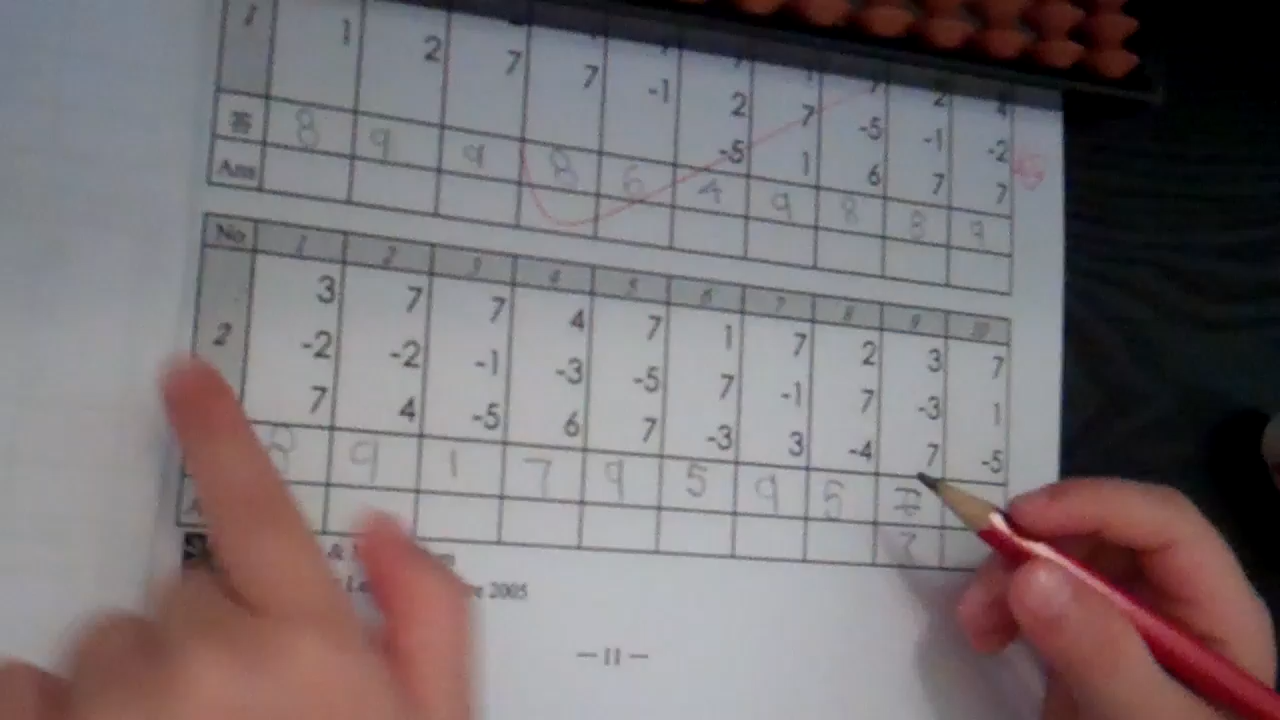 1 1 2 7 7 -1 2 7 -5 -1 -2
-5 1 6 7 7
答 8 9 9 8 6 4 9 8 8 9
Ans
No 1 2 3 4 5 6 7 8 9 10
3 7 7 4 7 1 7 2 3 7
2 -2 -2 -1 -3 -5 7 -1 7 -3 1
7 4 -5 6 7 -3 3 -4 7 -5
8 9 1 7 9 5 9 5
7
2005
— 11 —